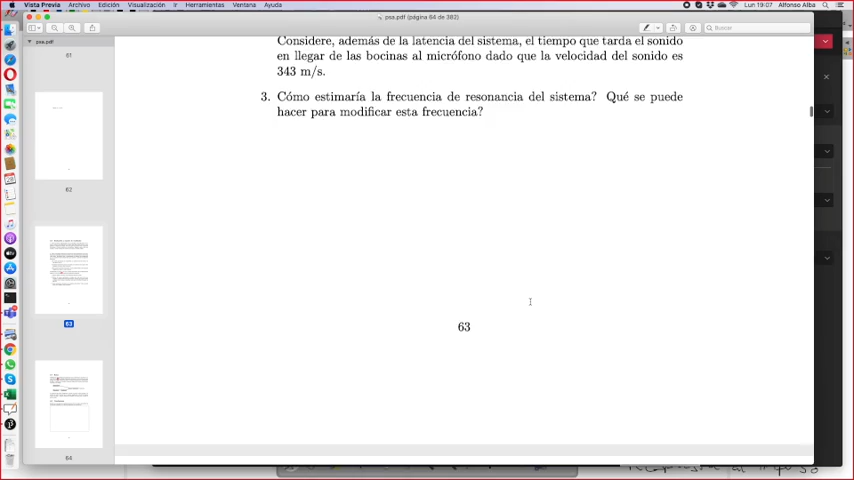 Vista Previa Archivo Edición Visualización Ir Herramientas Ventana Ayuda Lun 19:07 Alfonso Alba
psa.pdf (página 64 de 382)
Buscar
psa.pdf
61
62
63
64
Considere, además de la latencia del sistema, el tiempo que tarda el sonido
en llegar de las bocinas al micrófono dado que la velocidad del sonido es
343 m/s.
3. Cómo estimaría la frecuencia de resonancia del sistema? Qué se puede
hacer para modificar esta frecuencia?
63